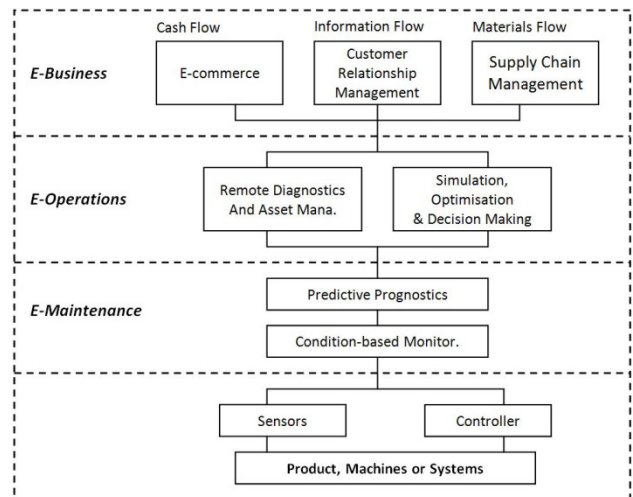 Cash Flow
Information Flow
Materials Flow
E-Business
E-commerce
Customer
Relationship
Management
Supply Chain
Management
E-Operations
Remote Diagnostics
And Asset Mana.
Simulation,
Optimisation
& Decision Making
E-Maintenance
Predictive Prognostics
Condition-based Monitor.
Sensors
Controller
Product, Machines or Systems